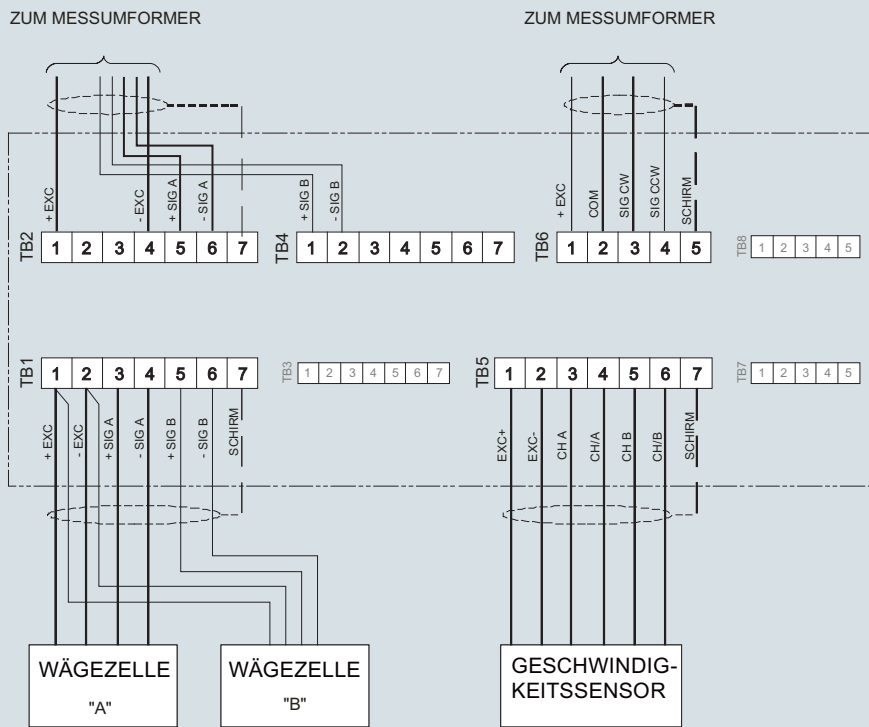 ZUM MESSUMFORMER
ZUM MESSUMFORMER
+ EXC
- EXC
+ SIG A
- SIG A
+ SIG B
- SIG B
+ EXC
COM
SIG CW
SIG CCW
SCHIRM
TB2 1 2 3 4 5 6 7
TB4 1 2 3 4 5 6 7
TB6 1 2 3 4 5
TB8 1 2 3 4 5
TB1 1 2 3 4 5 6 7
TB3 1 2 3 4 5 6 7
TB5 1 2 3 4 5 6 7
TB7 1 2 3 4 5
+ EXC
- EXC
+ SIG A
- SIG A
+ SIG B
- SIG B
SCHIRM
EXC+
EXC-
CH A
CH/A
CH B
CH/B
SCHIRM
WÄGEZELLE
"A"
WÄGEZELLE
"B"
GESCHWINDIG-
KEITSSENSOR